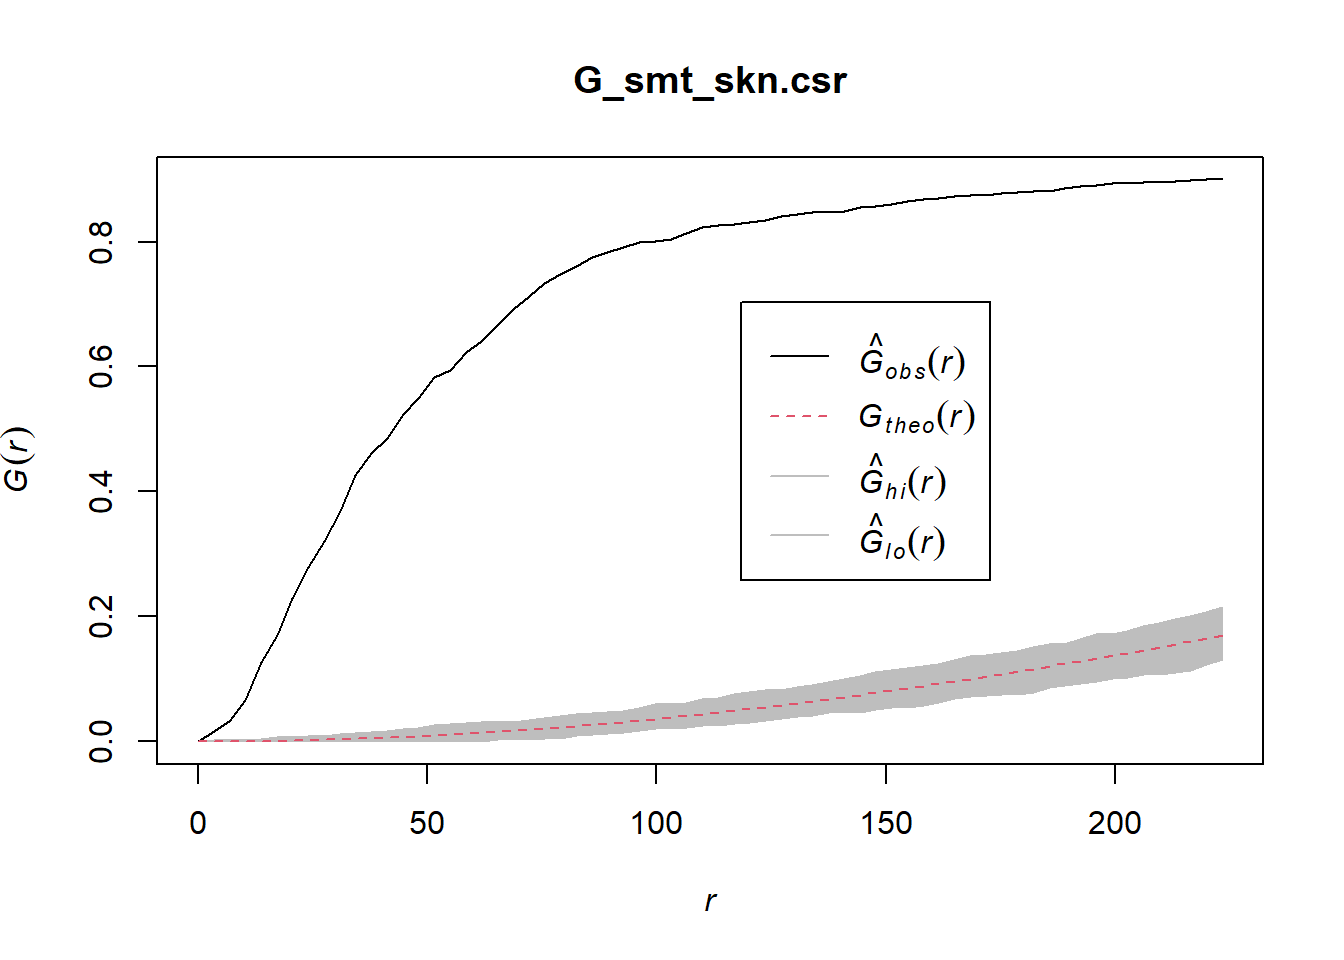 G_smt_skn.csr
G(r)
0.8
0.6
0.4
0.2
0.0
Ĝobs(r)
Gtheo(r)
Ĝhi(r)
Ĝlo(r)
0 50 100 150 200
r